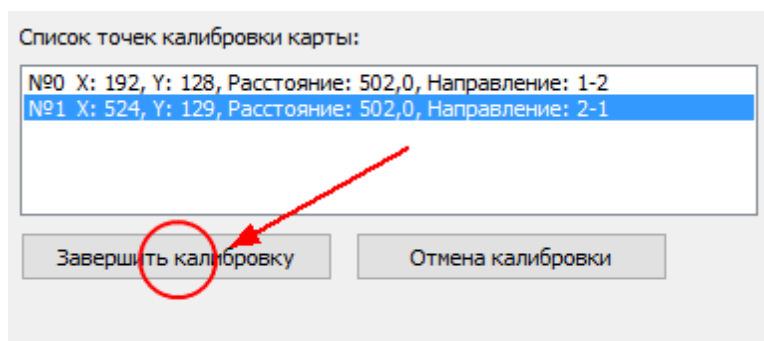 Список точек калибровки карты:
№0 X: 192, Y: 128, Расстояние: 502,0, Направление: 1-2
№1 X: 524, Y: 129, Расстояние: 502,0, Направление: 2-1
Завершить калибровку Отмена калибровки